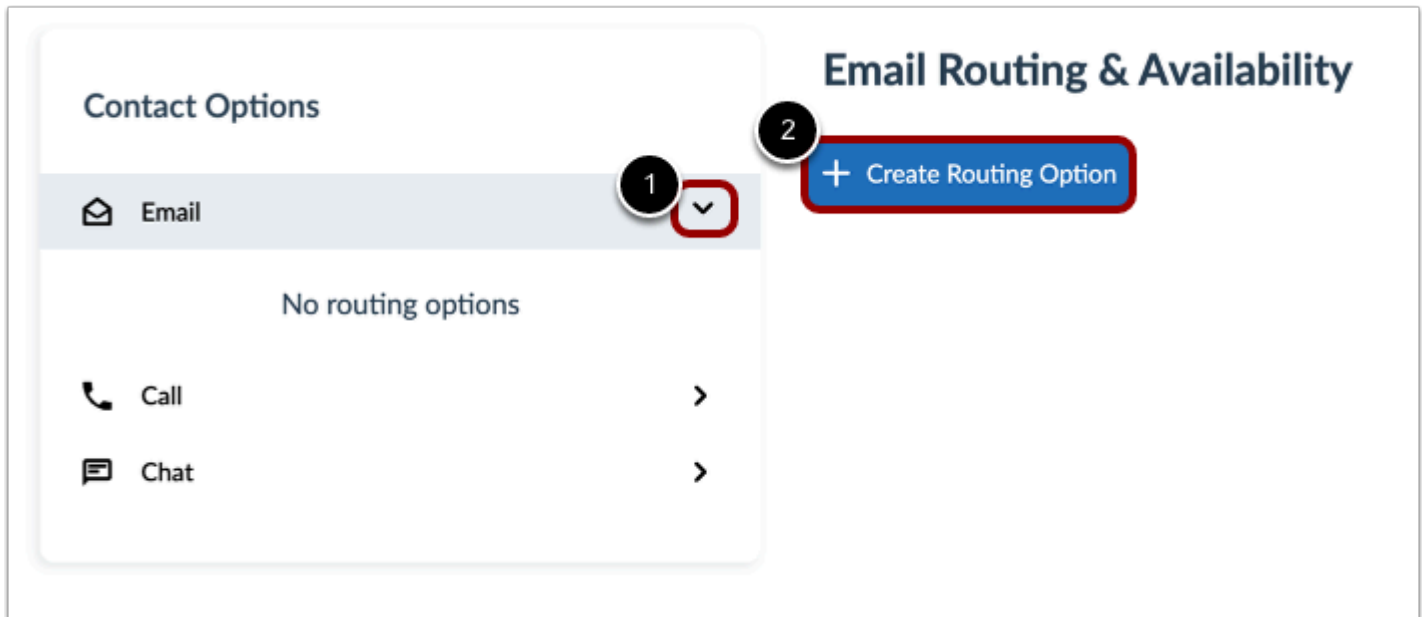 Contact Options
1
Email
No routing options
Call
Chat
Email Routing & Availability
2
Create Routing Option